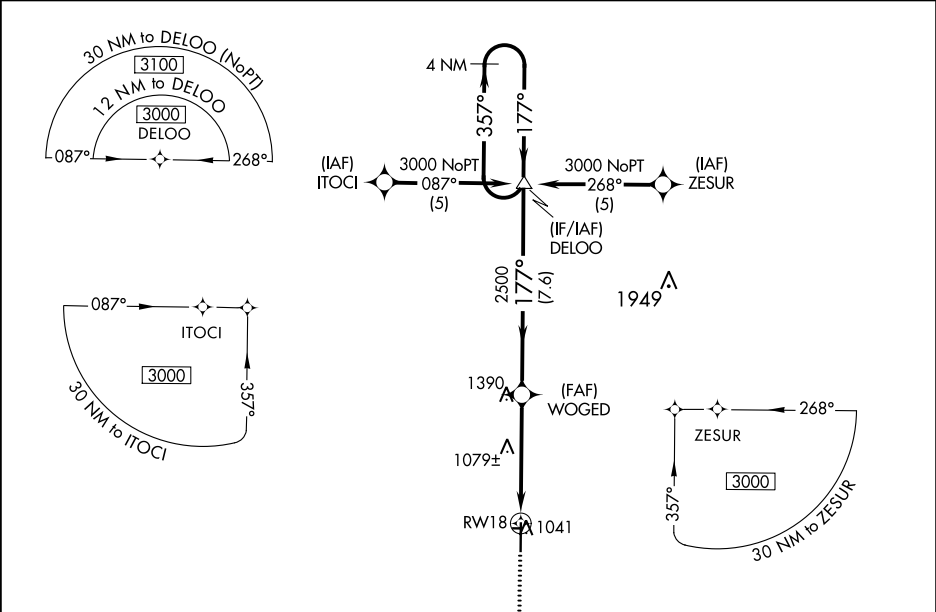 30 NM to DELOO (NoPT)
3100
12 NM to DELOO
3000
DELOO
087°
268°
4 NM
357°
177°
(IAF)
ITOCI
3000 NoPT
087°
(5)
3000 NoPT
268°
(5)
(IAF)
ZESUR
(IF/IAF)
DELOO
2500
177°
(7.6)
1949
087°
ITOCI
3000
357°
30 NM to ITOCI
1390
(FAF)
WOGED
1079±
RW18
1041
268°
ZESUR
3000
357°
30 NM to ZESUR